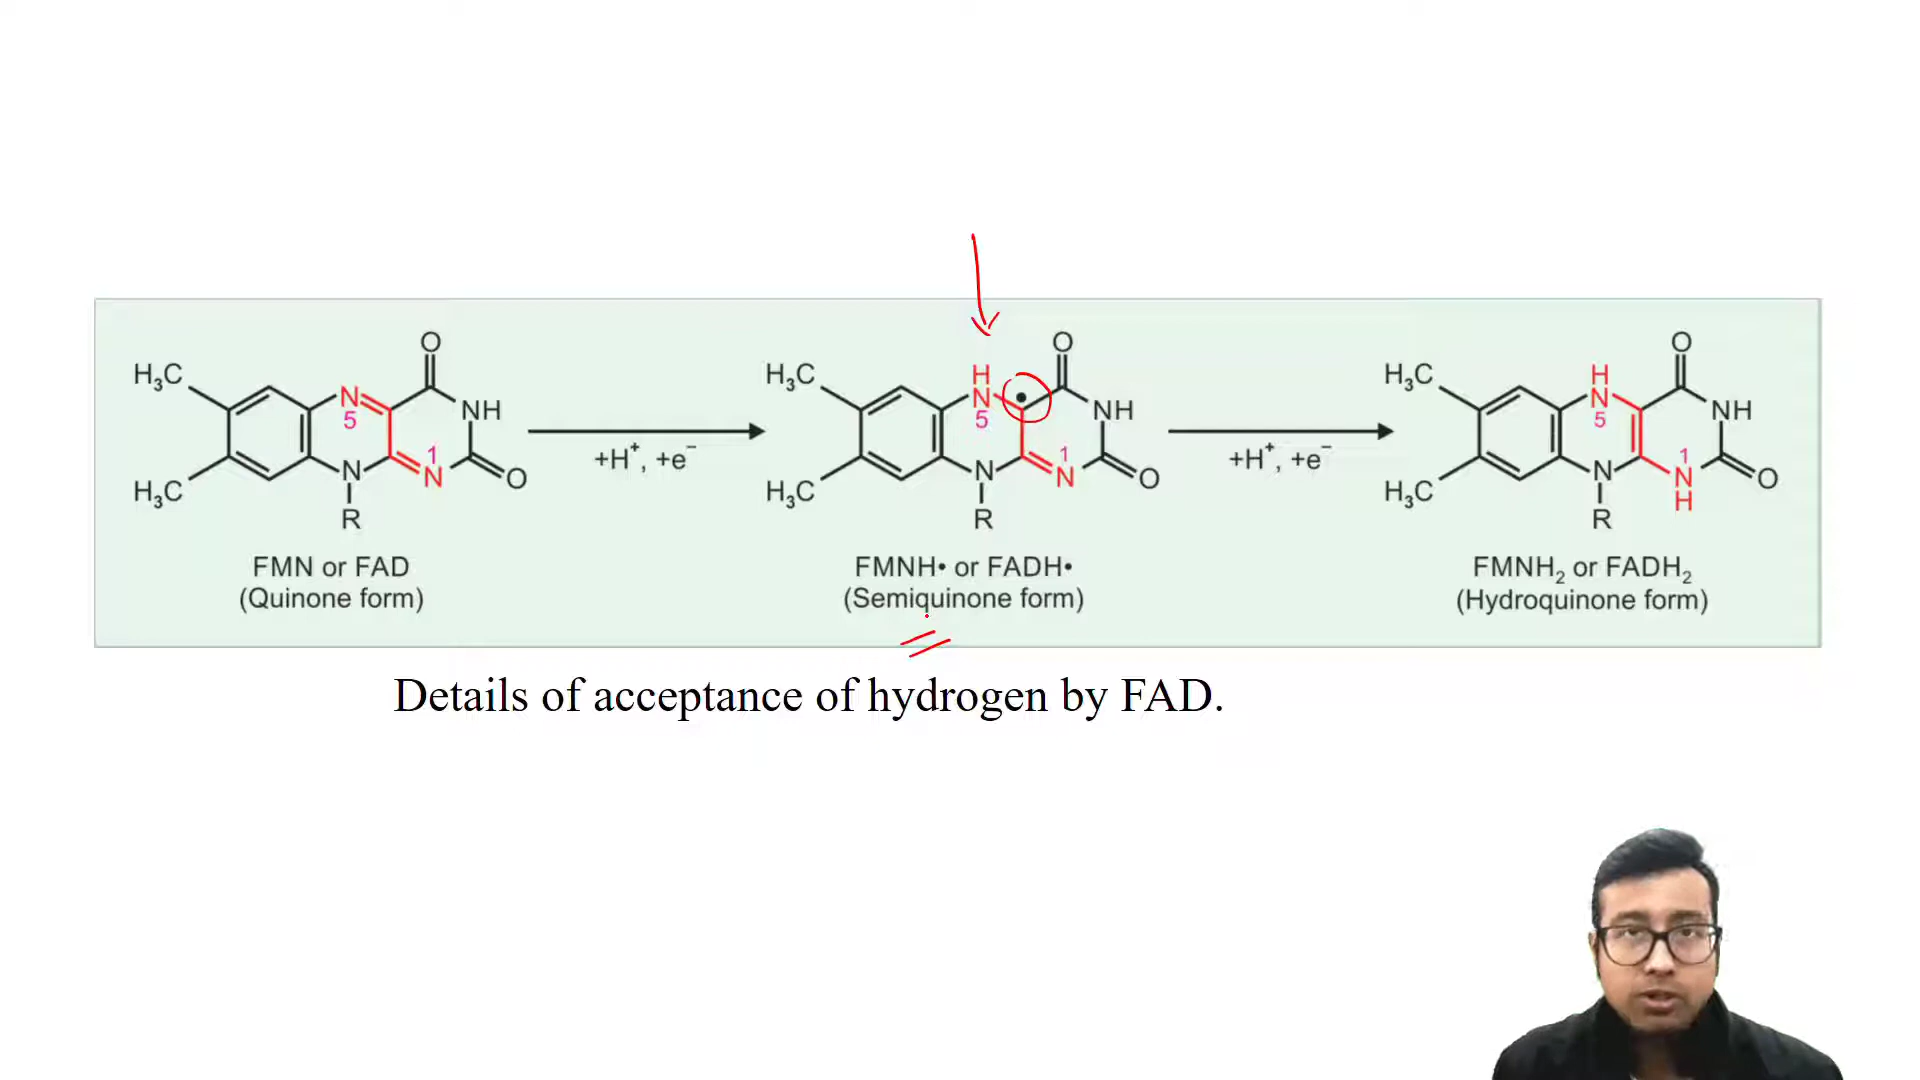 O
O
O
H₃C
H
H₃C
H
H₃C
N
NH
N
NH
N
NH
5
5
5
1
1
1
N
N
O
N
N
O
N
N
H
O
H₃C
H₃C
H₃C
+H⁺, +e⁻
+H⁺, +e⁻
R
R
R
FMN or FAD
(Quinone form)
FMNH• or FADH•
(Semiquinone form)
FMNH₂ or FADH₂
(Hydroquinone form)
Details of acceptance of hydrogen by FAD.